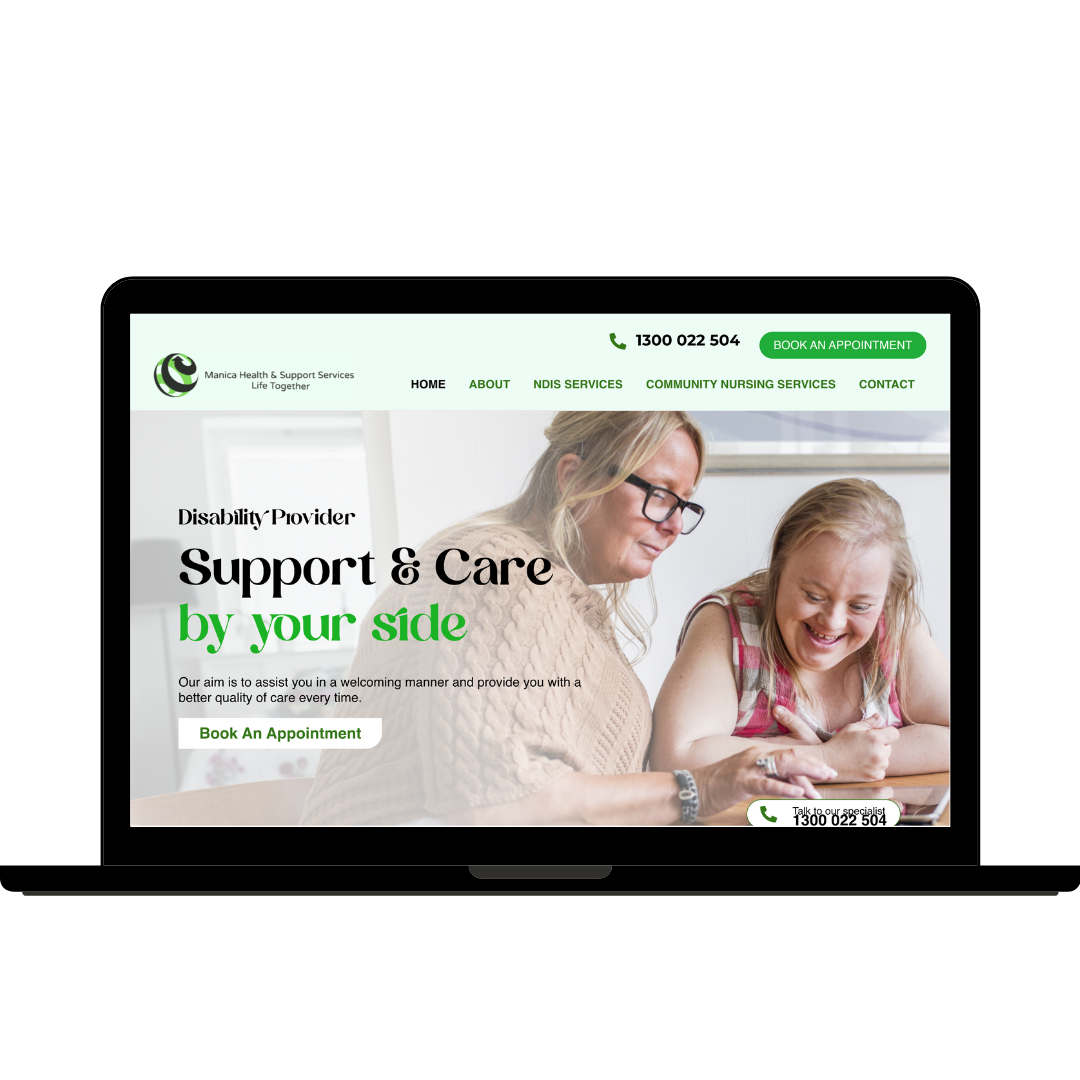 1300 022 504
BOOK AN APPOINTMENT
Manica Health & Support Services
Life Together
HOME ABOUT NDIS SERVICES COMMUNITY NURSING SERVICES CONTACT
Disability Provider
Support & Care
by your side
Our aim is to assist you in a welcoming manner and provide you with a
better quality of care every time.
Book An Appointment
Talk to our specialist
1300 022 504